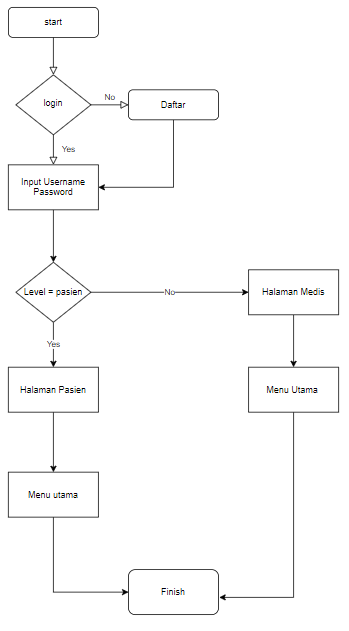 start
login
No
Daftar
Yes
Input Username
Password
Level = pasien
No
Halaman Medis
Yes
Halaman Pasien
Menu Utama
Menu utama
Finish